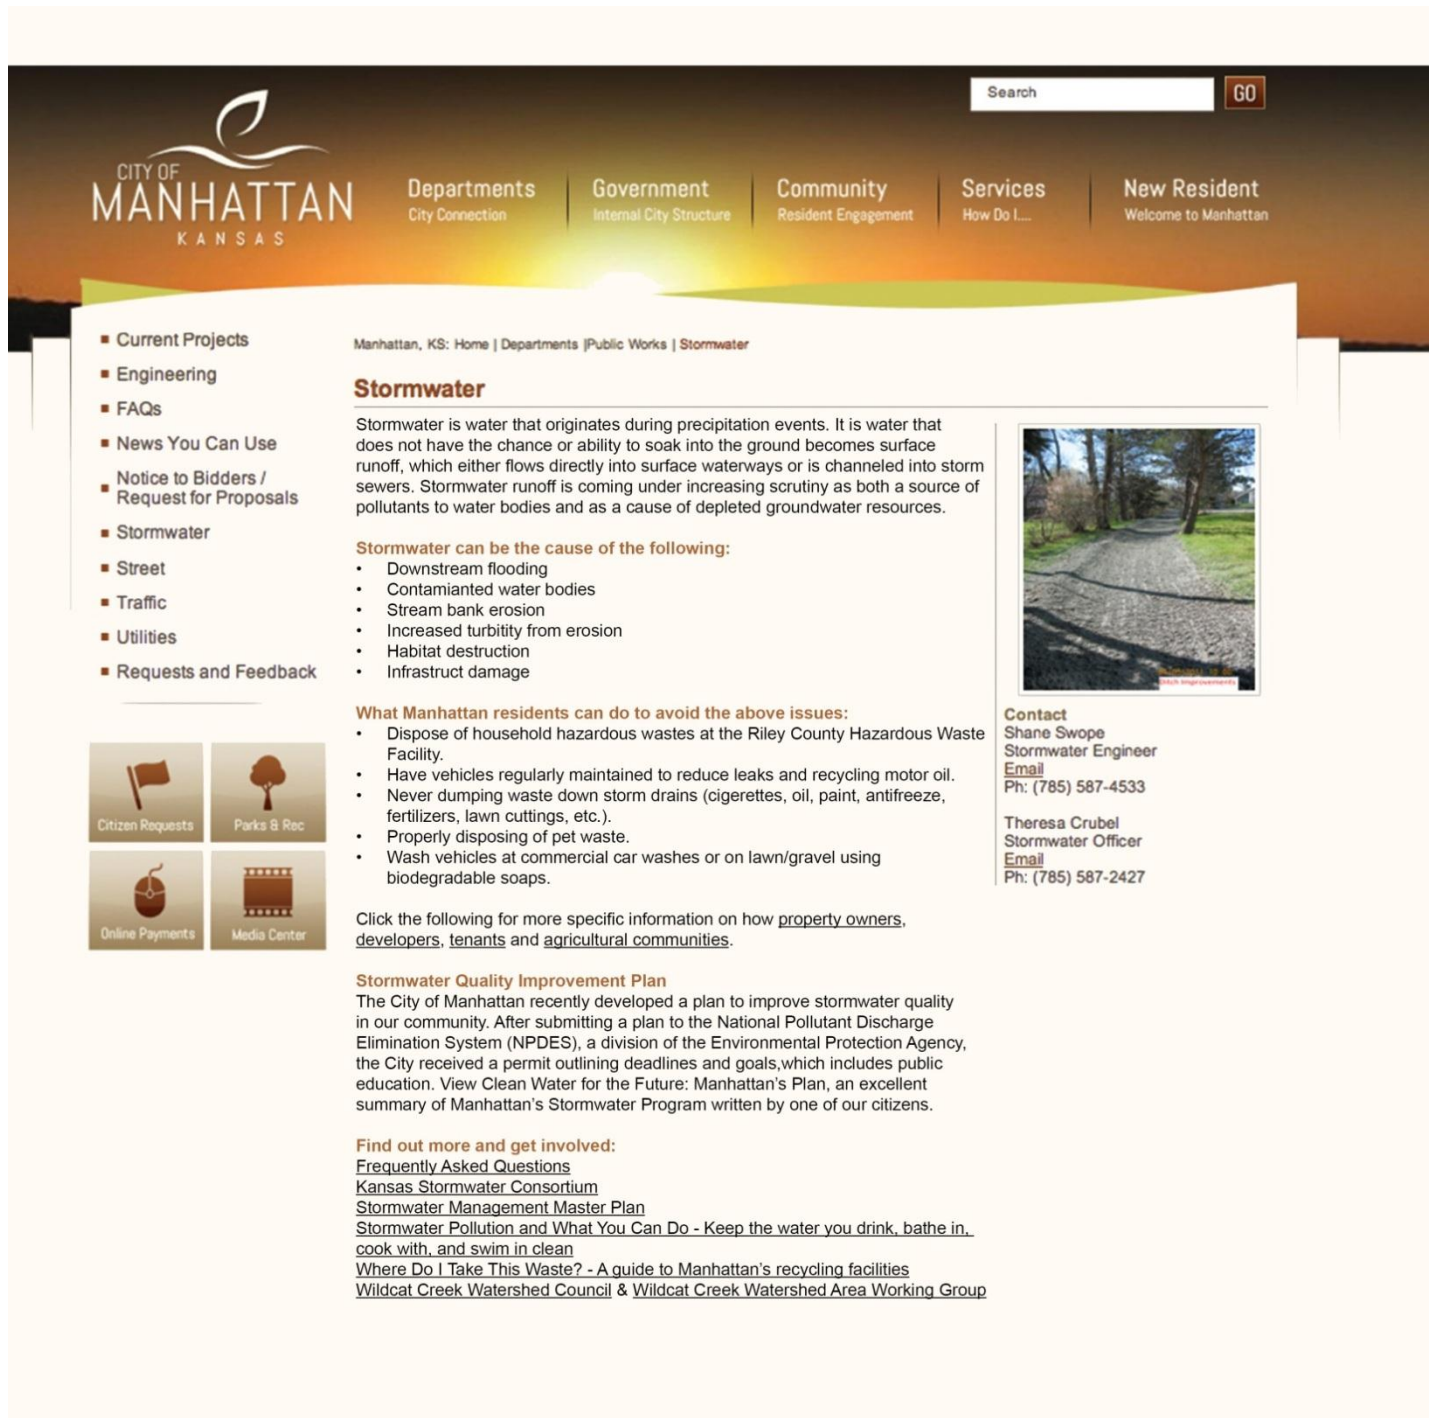 Search
GO
CITY OF
MANHATTAN
KANSAS
Departments
City Connection
Government
Internal City Structure
Community
Resident Engagement
Services
How Do I....
New Resident
Welcome to Manhattan
Current Projects
Engineering
FAQs
News You Can Use
Notice to Bidders /
Request for Proposals
Stormwater
Street
Traffic
Utilities
Requests and Feedback
Citizen Requests
Parks & Rec
Online Payments
Media Center
Manhattan, KS: Home | Departments |Public Works | Stormwater
Stormwater
Stormwater is water that originates during precipitation events. It is water that
does not have the chance or ability to soak into the ground becomes surface
runoff, which either flows directly into surface waterways or is channeled into storm
sewers. Stormwater runoff is coming under increasing scrutiny as both a source of
pollutants to water bodies and as a cause of depleted groundwater resources.
Stormwater can be the cause of the following:
• Downstream flooding
• Contamianted water bodies
• Stream bank erosion
• Increased turbitity from erosion
• Habitat destruction
• Infrastruct damage
What Manhattan residents can do to avoid the above issues:
• Dispose of household hazardous wastes at the Riley County Hazardous Waste
Facility.
• Have vehicles regularly maintained to reduce leaks and recycling motor oil.
• Never dumping waste down storm drains (cigerettes, oil, paint, antifreeze,
fertilizers, lawn cuttings, etc.).
• Properly disposing of pet waste.
• Wash vehicles at commercial car washes or on lawn/gravel using
biodegradable soaps.
Click the following for more specific information on how property owners,
developers, tenants and agricultural communities.
Stormwater Quality Improvement Plan
The City of Manhattan recently developed a plan to improve stormwater quality
in our community. After submitting a plan to the National Pollutant Discharge
Elimination System (NPDES), a division of the Environmental Protection Agency,
the City received a permit outlining deadlines and goals,which includes public
education. View Clean Water for the Future: Manhattan's Plan, an excellent
summary of Manhattan's Stormwater Program written by one of our citizens.
Find out more and get involved:
Frequently Asked Questions
Kansas Stormwater Consortium
Stormwater Management Master Plan
Stormwater Pollution and What You Can Do - Keep the water you drink, bathe in,
cook with, and swim in clean
Where Do I Take This Waste? - A guide to Manhattan's recycling facilities
Wildcat Creek Watershed Council & Wildcat Creek Watershed Area Working Group
Ditch Improvements
Contact
Shane Swope
Stormwater Engineer
Email
Ph: (785) 587-4533
Theresa Crubel
Stormwater Officer
Email
Ph: (785) 587-2427